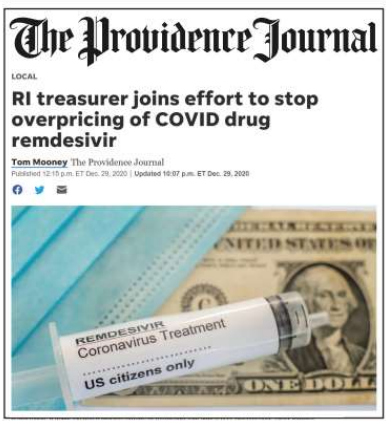 The Providence Journal
LOCAL
RI treasurer joins effort to stop
overpricing of COVID drug
remdesivir
Tom Mooney The Providence Journal
Published 12:15 p.m. ET Dec. 29, 2020 | Updated 10:07 p.m. ET Dec. 29, 2020
FEDERAL RESERVE
UNITED STATES OF
C
REMDESIVIR
Coronavirus Treatment
US citizens only
ONE DOLL